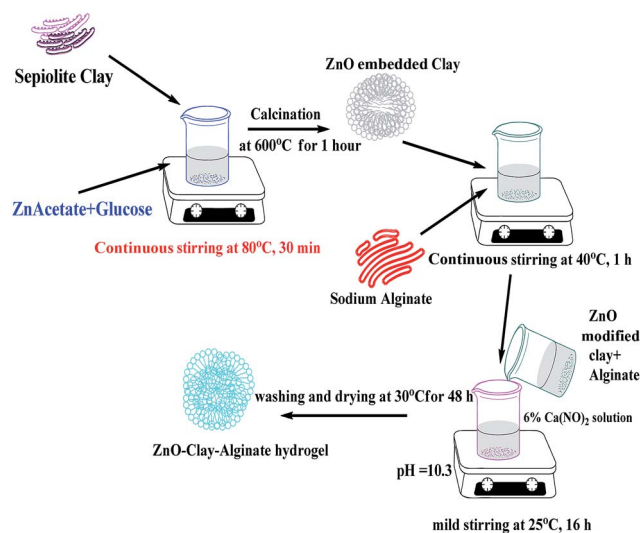 Sepiolite Clay
ZnO embedded Clay
Calcination
at 600°C for 1 hour
ZnAcetate+Glucose
Continuous stirring at 80°C, 30 min
Sodium Alginate
Continuous stirring at 40°C, 1 h
ZnO
modified
clay+
Alginate
washing and drying at 30°Cfor 48 h
6% Ca(NO)₂ solution
ZnO-Clay-Alginate hydrogel
pH =10.3
mild stirring at 25°C, 16 h